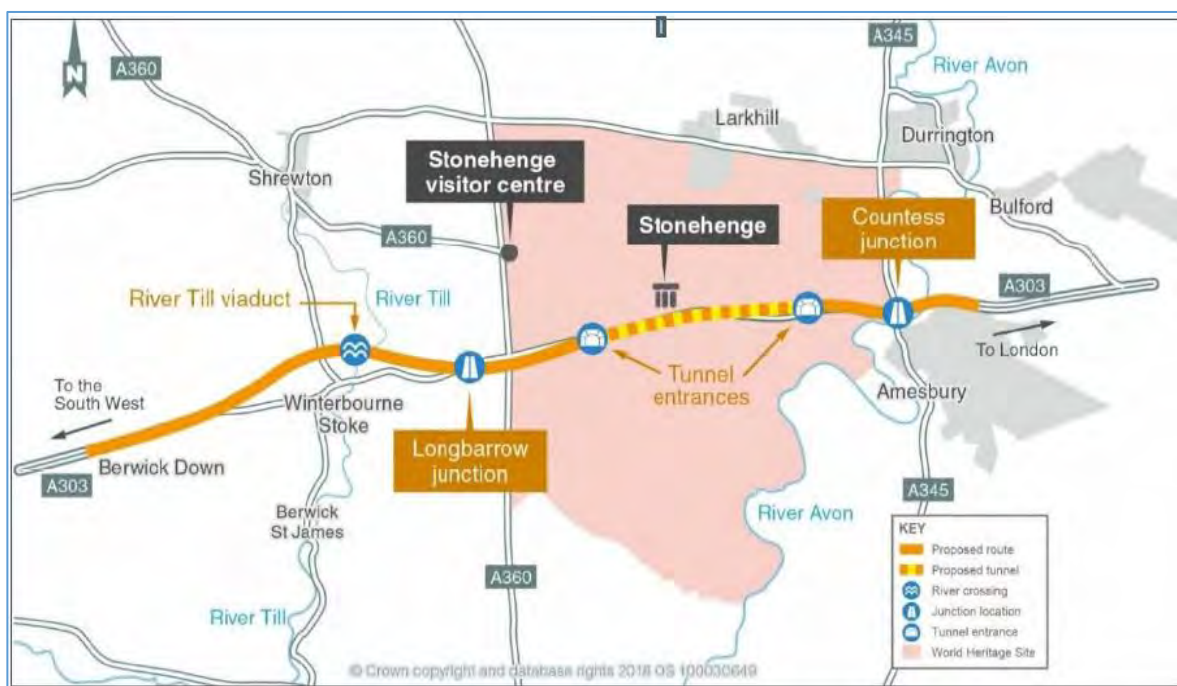 A345
River Avon
N
A360
Larkhill
Durrington
Stonehenge
visitor centre
Shrewton
Stonehenge
Bulford
Countess
junction
A360
River Till viaduct
River Till
A303
To London
Tunnel
entrances
To the
South West
Winterbourne
Stoke
Amesbury
Longbarrow
junction
Berwick Down
A303
A345
River Avon
Berwick
St James
KEY
Proposed route
Proposed tunnel
River crossing
Junction location
Tunnel entrance
World Heritage Site
A360
River Till
© Crown copyright and database rights 2018 OS 100030649